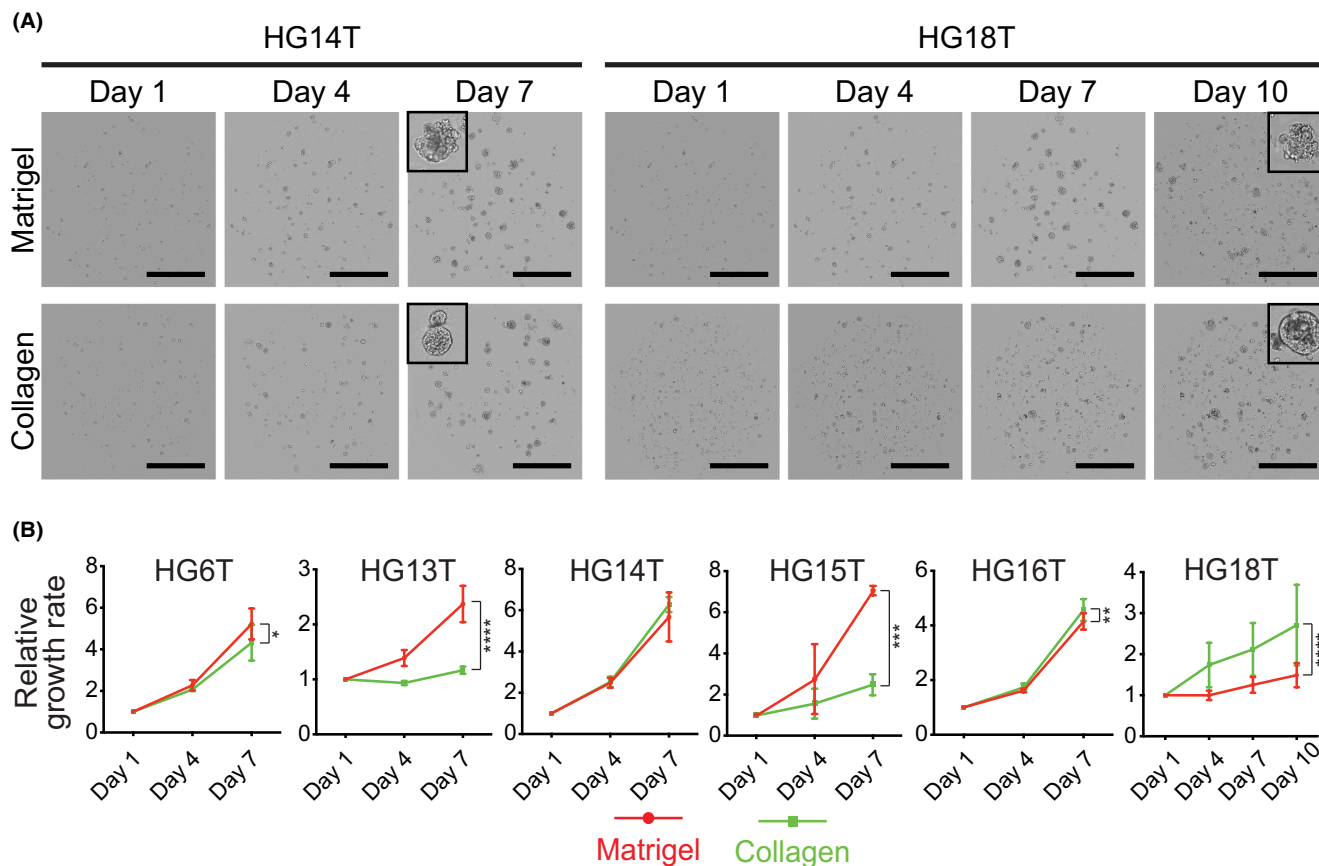 (A)
HG14T HG18T
Day 1 Day 4 Day 7 Day 1 Day 4 Day 7 Day 10
Matrigel
Collagen
(B)
Relative growth rate
HG6T
8
6
4
2
0
Day 1 Day 4 Day 7
*
HG13T
3
2
1
0
Day 1 Day 4 Day 7
****
HG14T
8
6
4
2
0
Day 1 Day 4 Day 7
HG15T
8
6
4
2
0
Day 1 Day 4 Day 7
***
HG16T
6
4
2
0
Day 1 Day 4 Day 7
**
HG18T
4
3
2
1
0
Day 1 Day 4 Day 7 Day 10
****
Matrigel Collagen